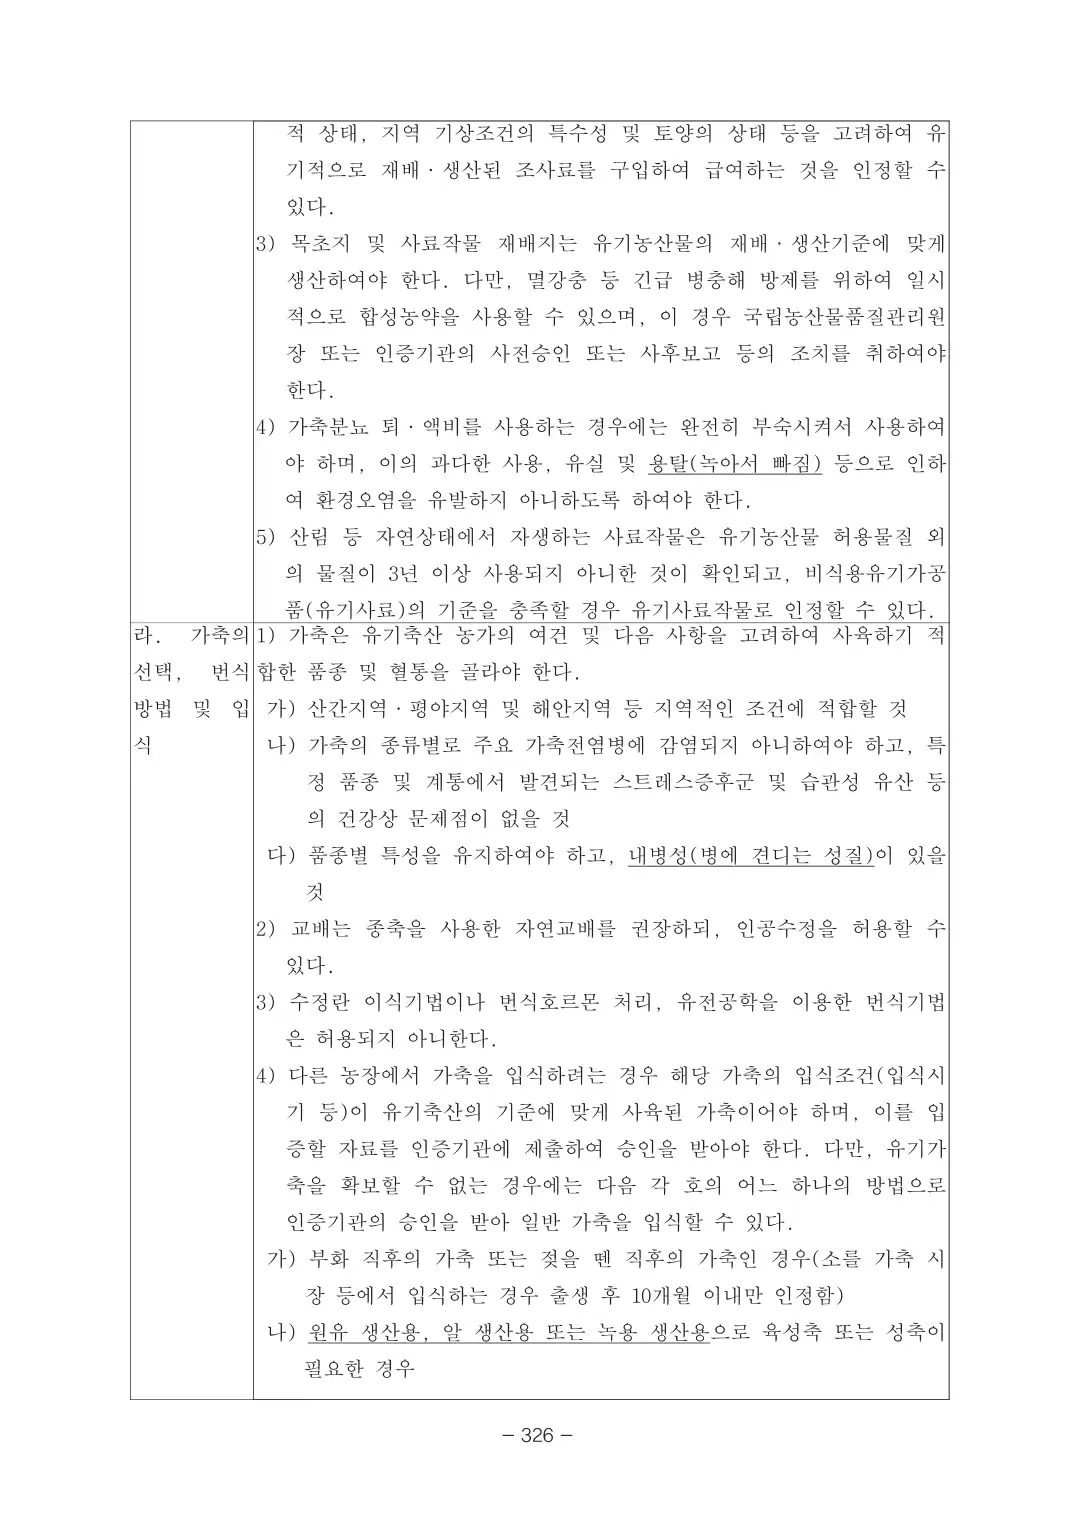 적 상태, 지역 기상조건의 특수성 및 토양의 상태 등을 고려하여 유
기적으로 재배·생산된 조사료를 구입하여 급여하는 것을 인정할 수
있다.
3) 목초지 및 사료작물 재배지는 유기농산물의 재배·생산기준에 맞게
생산하여야 한다. 다만, 멸강충 등 긴급 병충해 방제를 위하여 일시
적으로 합성농약을 사용할 수 있으며, 이 경우 국립농산물품질관리원
장 또는 인증기관의 사전승인 또는 사후보고 등의 조치를 취하여야
한다.
4) 가축분뇨 퇴·액비를 사용하는 경우에는 완전히 부숙시켜서 사용하여
야 하며, 이의 과다한 사용, 유실 및 용탈(녹아서 빠짐) 등으로 인하
여 환경오염을 유발하지 아니하도록 하여야 한다.
5) 산림 등 자연상태에서 자생하는 사료작물은 유기농산물 허용물질 외
의 물질이 3년 이상 사용되지 아니한 것이 확인되고, 비식용유기가공
품(유기사료)의 기준을 충족할 경우 유기사료작물로 인정할 수 있다.
라. 가축의
선택, 번식
방법 및 입
식
1) 가축은 유기축산 농가의 여건 및 다음 사항을 고려하여 사육하기 적
합한 품종 및 혈통을 골라야 한다.
가) 산간지역·평야지역 및 해안지역 등 지역적인 조건에 적합할 것
나) 가축의 종류별로 주요 가축전염병에 감염되지 아니하여야 하고, 특
정 품종 및 계통에서 발견되는 스트레스증후군 및 습관성 유산 등
의 건강상 문제점이 없을 것
다) 품종별 특성을 유지하여야 하고, 내병성(병에 견디는 성질)이 있을
것
2) 교배는 종축을 사용한 자연교배를 권장하되, 인공수정을 허용할 수
있다.
3) 수정란 이식기법이나 번식호르몬 처리, 유전공학을 이용한 번식기법
은 허용되지 아니한다.
4) 다른 농장에서 가축을 입식하려는 경우 해당 가축의 입식조건(입식시
기 등)이 유기축산의 기준에 맞게 사육된 가축이어야 하며, 이를 입
증할 자료를 인증기관에 제출하여 승인을 받아야 한다. 다만, 유기가
축을 확보할 수 없는 경우에는 다음 각 호의 어느 하나의 방법으로
인증기관의 승인을 받아 일반 가축을 입식할 수 있다.
가) 부화 직후의 가축 또는 젖을 뗀 직후의 가축인 경우(소를 가축 시
장 등에서 입식하는 경우 출생 후 10개월 이내만 인정함)
나) 원유 생산용, 알 생산용 또는 녹용 생산용으로 육성축 또는 성축이
필요한 경우
- 326 -